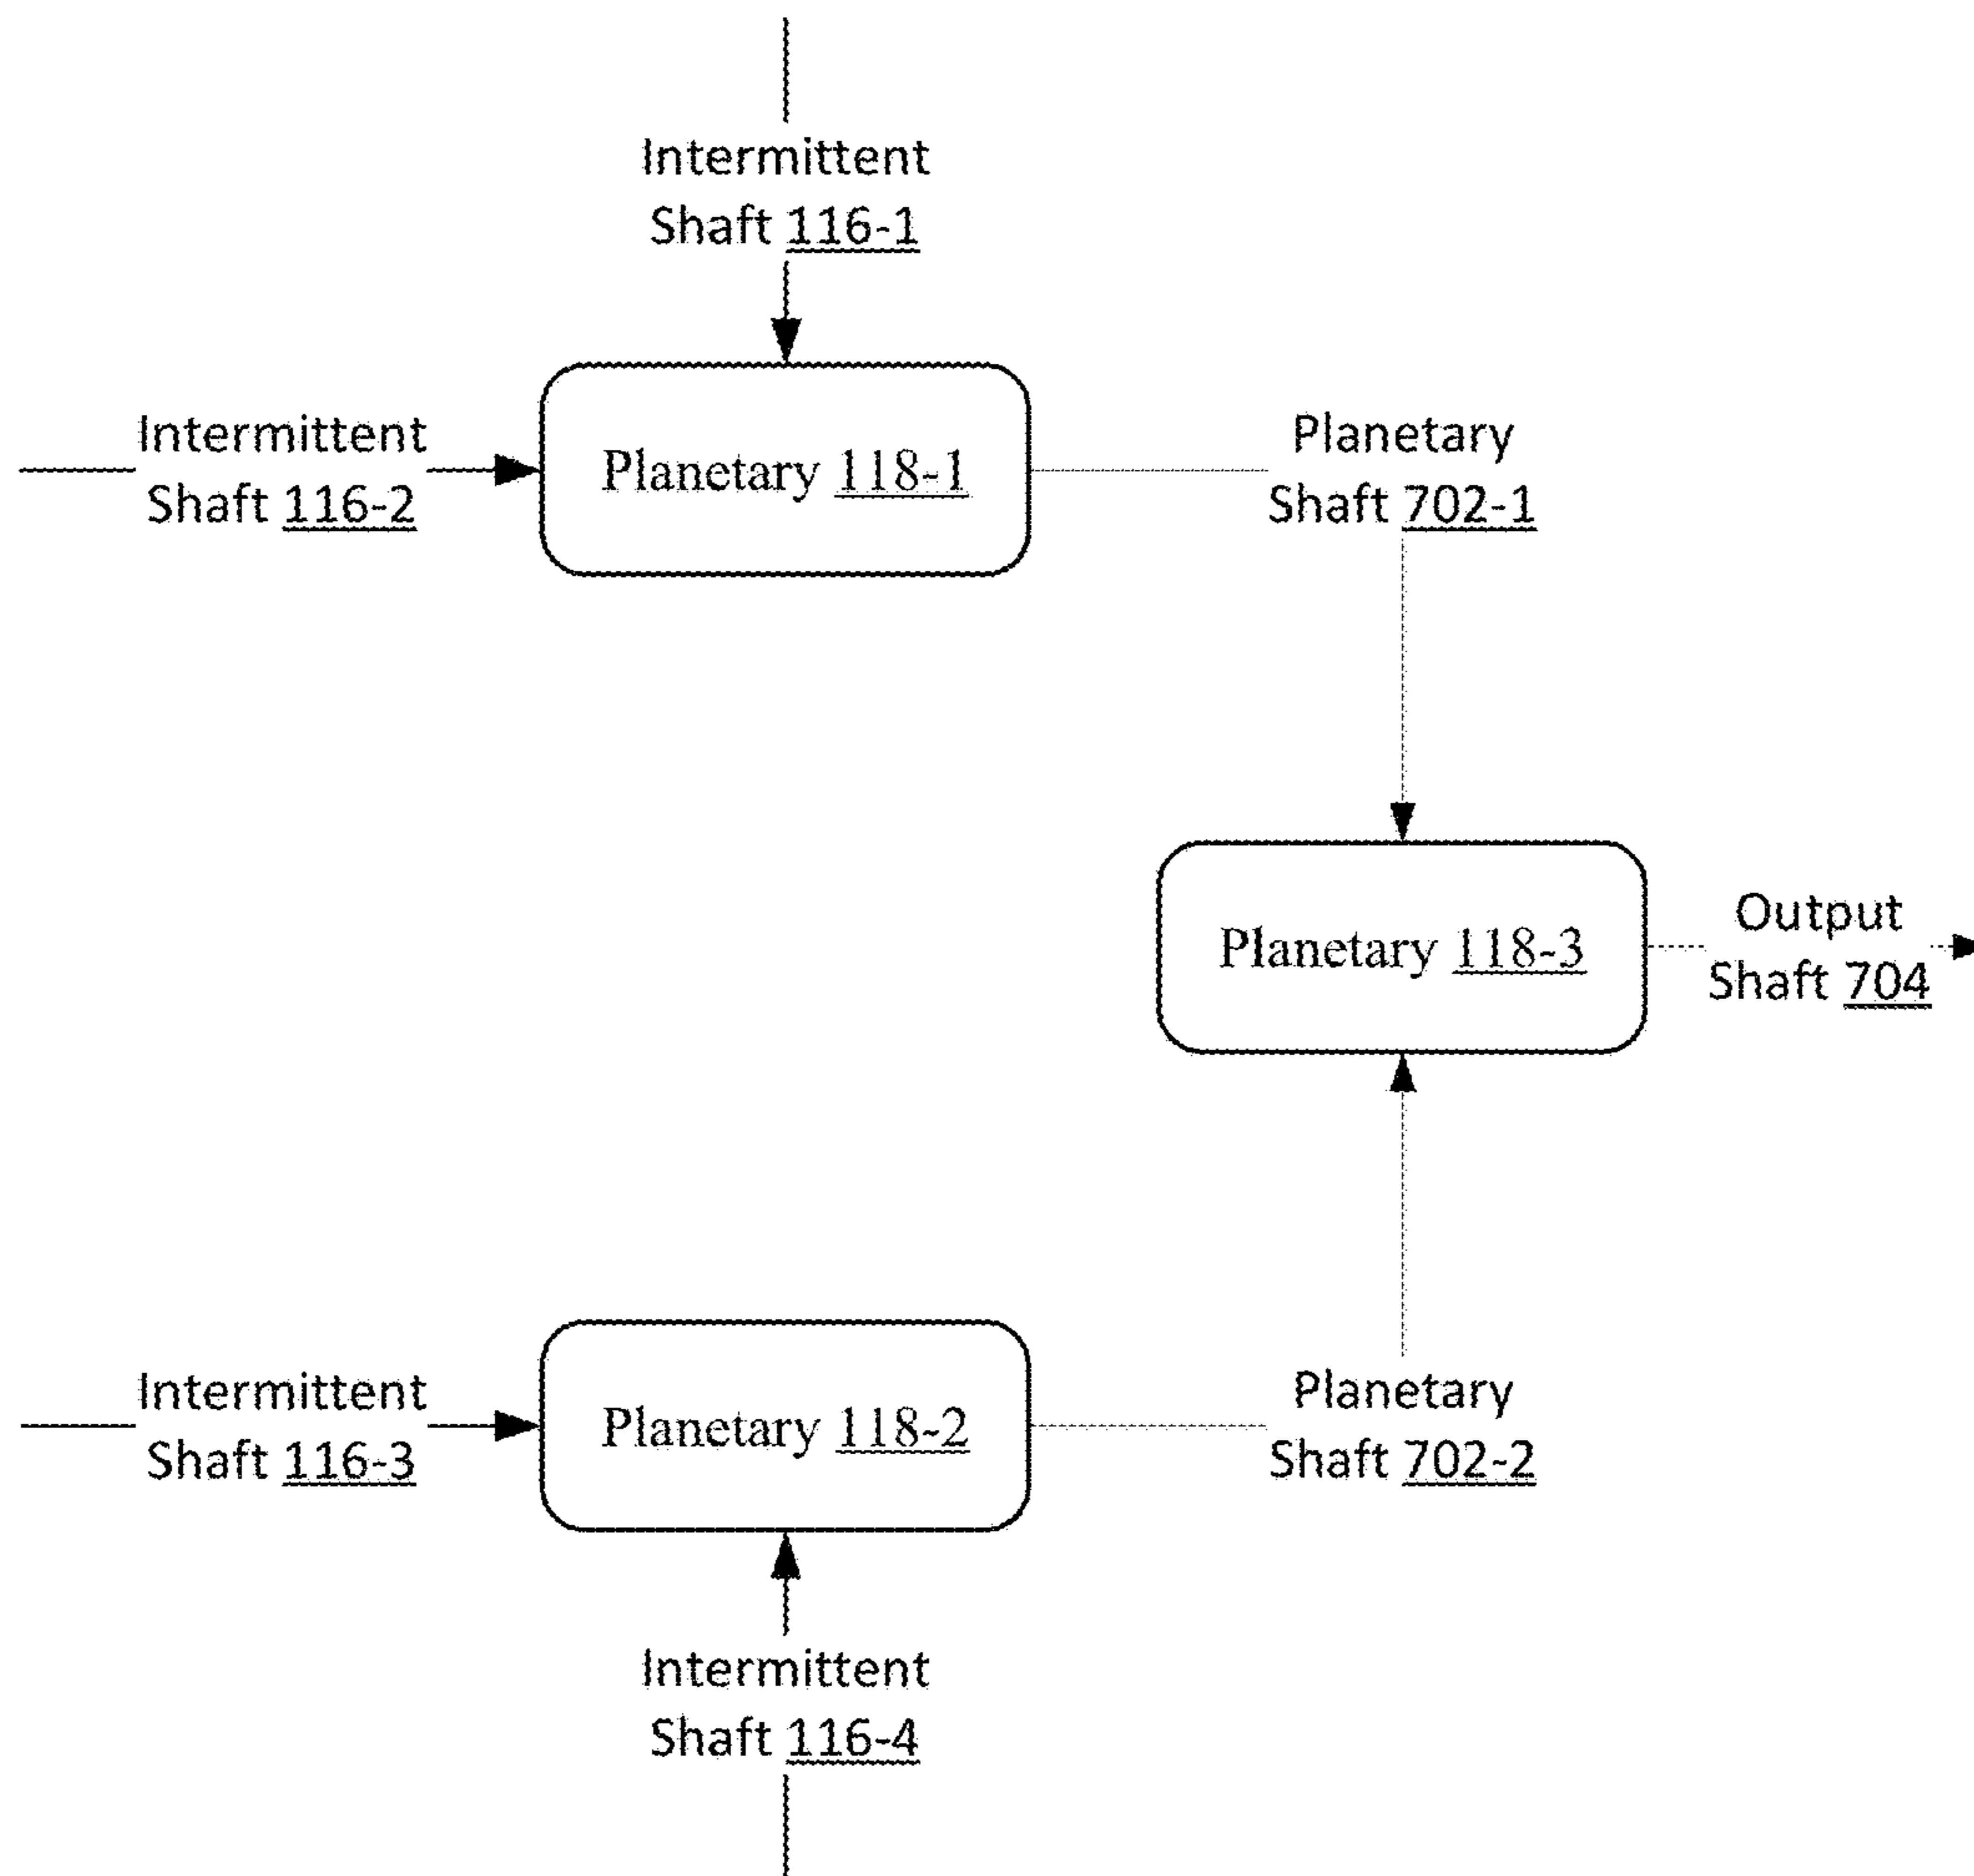 Intermittent
Shaft 116-1
Intermittent
Shaft 116-2
Planetary 118-1
Planetary
Shaft 702-1
Planetary 118-3
Output
Shaft 704
Intermittent
Shaft 116-3
Planetary 118-2
Planetary
Shaft 702-2
Intermittent
Shaft 116-4